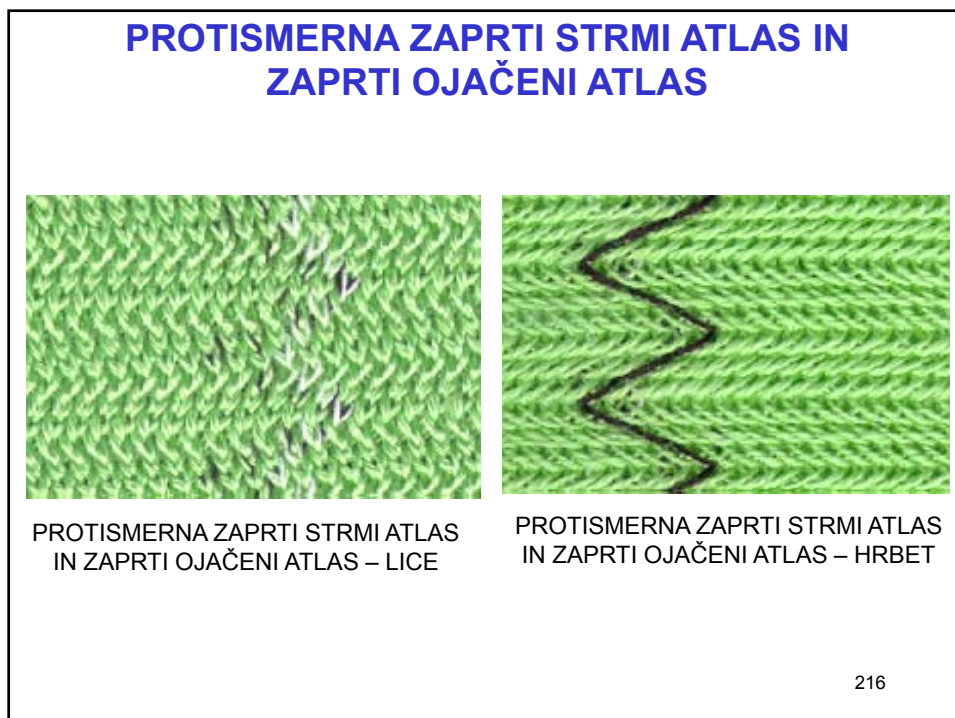 PROTISMERNA ZAPRTI STRMI ATLAS IN
ZAPRTI OJAČENI ATLAS
PROTISMERNA ZAPRTI STRMI ATLAS
IN ZAPRTI OJAČENI ATLAS – LICE
PROTISMERNA ZAPRTI STRMI ATLAS
IN ZAPRTI OJAČENI ATLAS – HRBET
216